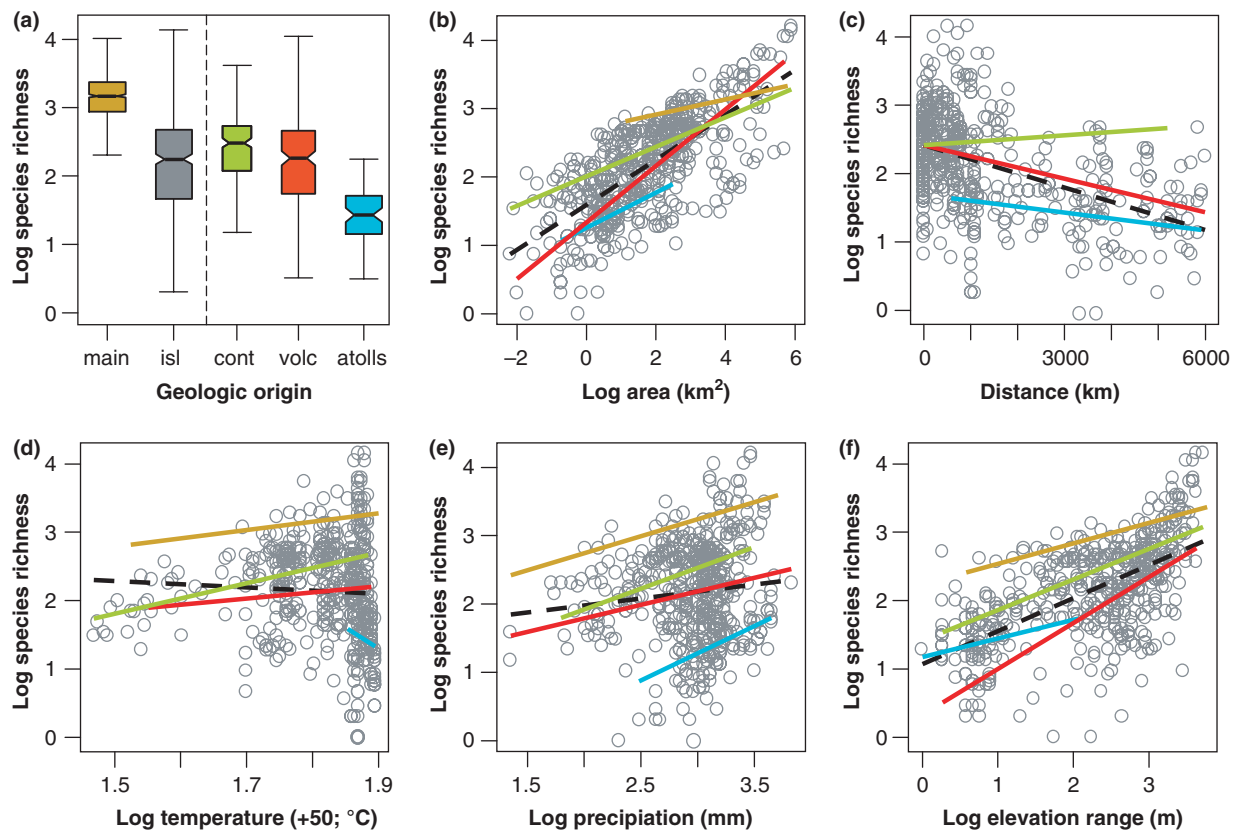 (a)
Log species richness
4
3
2
1
0
main isl cont volc atolls
Geologic origin
(b)
Log species richness
4
3
2
1
0
−2 0 2 4 6
Log area (km²)
(c)
Log species richness
4
3
2
1
0
0 3000 6000
Distance (km)
(d)
Log species richness
4
3
2
1
0
1.5 1.7 1.9
Log temperature (+50; °C)
(e)
Log species richness
4
3
2
1
0
1.5 2.5 3.5
Log precipiation (mm)
(f)
Log species richness
4
3
2
1
0
0 1 2 3
Log elevation range (m)